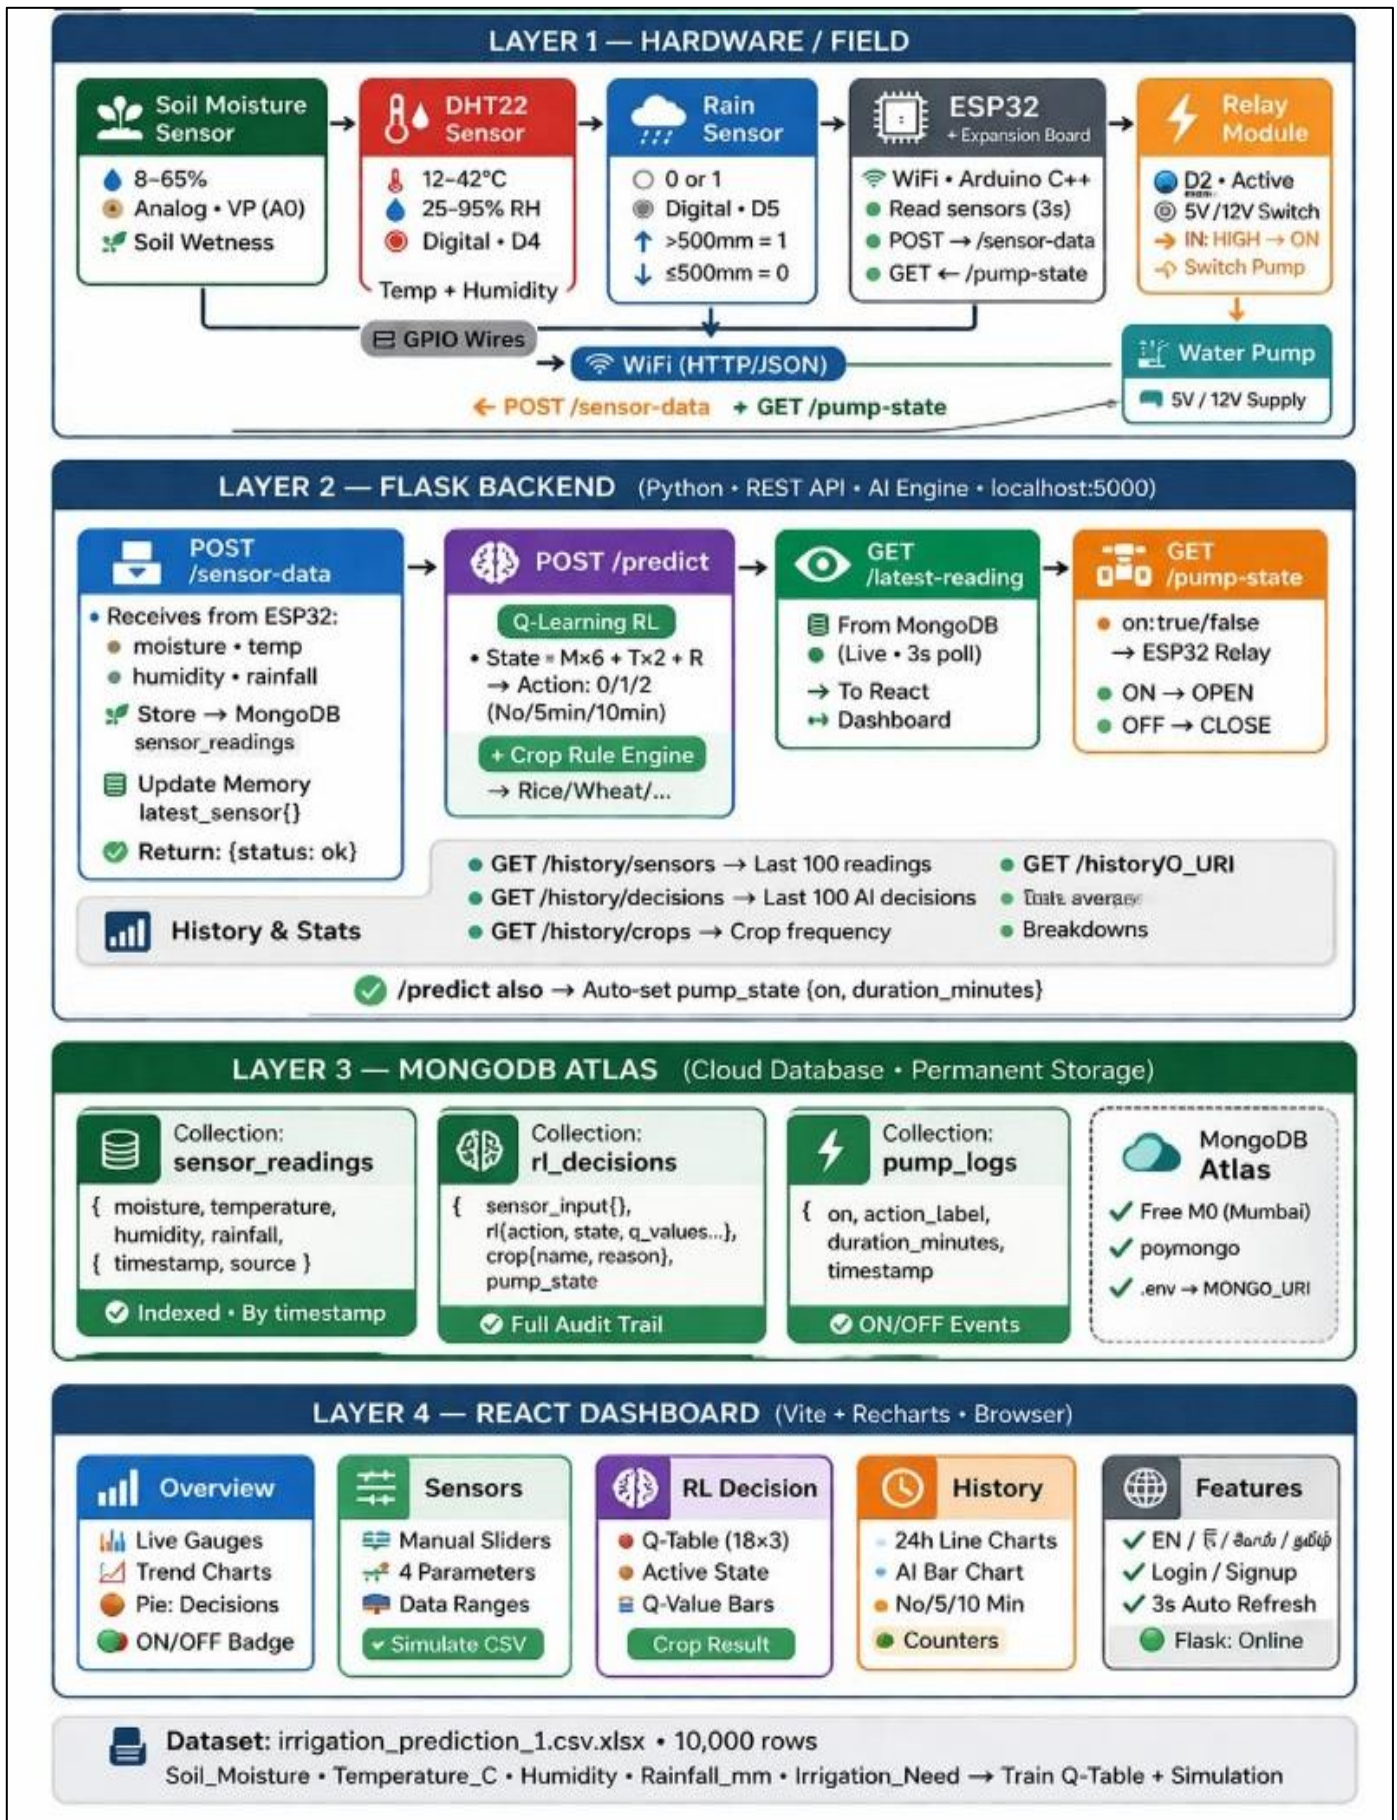 LAYER 1 — HARDWARE / FIELD
Soil Moisture
Sensor
8–65%
Analog • VP (A0)
Soil Wetness
DHT22
Sensor
12–42°C
25–95% RH
Digital • D4
Temp + Humidity
Rain
Sensor
0 or 1
Digital • D5
↑ >500mm = 1
↓ ≤500mm = 0
ESP32
+ Expansion Board
WiFi • Arduino C++
Read sensors (3s)
POST → /sensor-data
GET ← /pump-state
Relay
Module
D2 • Active
5V/12V Switch
→ IN: HIGH → ON
Switch Pump
GPIO Wires
WiFi (HTTP/JSON)
Water Pump
5V / 12V Supply
← POST /sensor-data → GET /pump-state
LAYER 2 — FLASK BACKEND (Python • REST API • AI Engine • localhost:5000)
POST
/sensor-data
• Receives from ESP32:
• moisture • temp
• humidity • rainfall
Store → MongoDB
sensor_readings
Update Memory
latest_sensor{}
Return: {status: ok}
POST /predict
Q-Learning RL
• State = M×6 + T×2 + R
→ Action: 0/1/2
(No/5min/10min)
+ Crop Rule Engine
→ Rice/Wheat/...
GET
/latest-reading
From MongoDB
• (Live • 3s poll)
→ To React
↔ Dashboard
GET
/pump-state
• on:true/false
→ ESP32 Relay
• ON → OPEN
• OFF → CLOSE
History & Stats
• GET /history/sensors → Last 100 readings
• GET /history/decisions → Last 100 AI decisions
• GET /history/crops → Crop frequency
• GET /historyO_URI
• Breakdowns
/predict also → Auto-set pump_state {on, duration_minutes}
LAYER 3 — MONGODB ATLAS (Cloud Database • Permanent Storage)
Collection:
sensor_readings
{ moisture, temperature,
humidity, rainfall,
{ timestamp, source }
Indexed • By timestamp
Collection:
rl_decisions
{ sensor_input{},
rl{action, state, q_values...},
crop{name, reason},
pump_state
Full Audit Trail
Collection:
pump_logs
{ on, action_label,
duration_minutes,
timestamp
ON/OFF Events
MongoDB
Atlas
✓ Free M0 (Mumbai)
✓ poymongo
✓ .env → MONGO_URI
LAYER 4 — REACT DASHBOARD (Vite + Recharts • Browser)
Overview
Live Gauges
Trend Charts
Pie: Decisions
ON/OFF Badge
Sensors
Manual Sliders
4 Parameters
Data Ranges
✓ Simulate CSV
RL Decision
Q-Table (18×3)
Active State
Q-Value Bars
Crop Result
History
24h Line Charts
AI Bar Chart
No/5/10 Min
Counters
Features
✓ EN /
✓ Login / Signup
✓ 3s Auto Refresh
Flask: Online
Dataset: irrigation_prediction_1.csv.xlsx • 10,000 rows
Soil_Moisture • Temperature_C • Humidity • Rainfall_mm • Irrigation_Need → Train Q-Table + Simulation